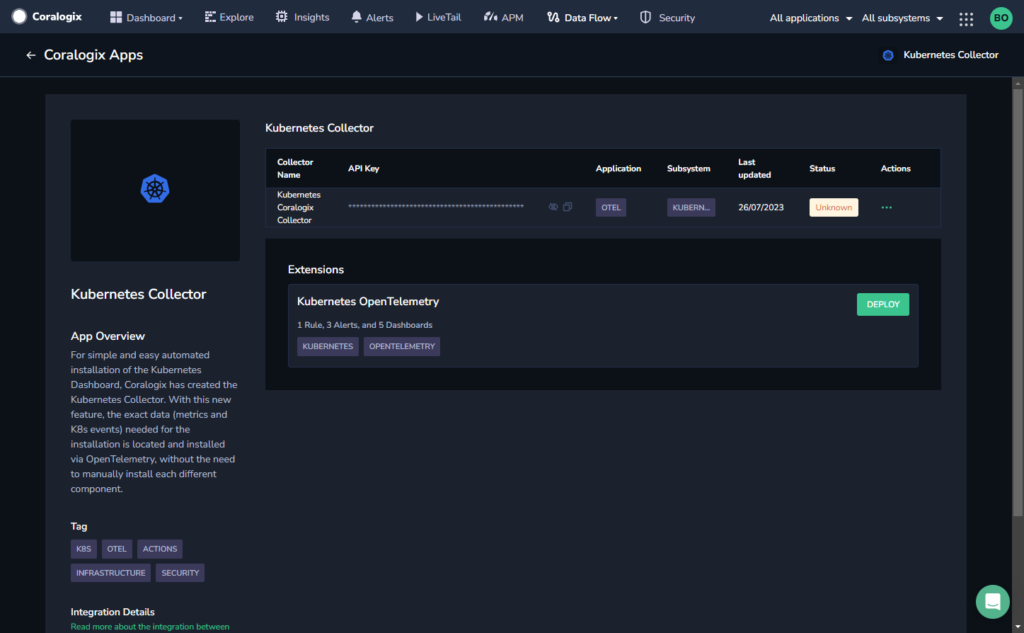 Coralogix
Dashboard
Explore
Insights
Alerts
LiveTail
APM
Data Flow
Security
All applications
All subsystems
BO
← Coralogix Apps
Kubernetes Collector
Kubernetes Collector
Collector Name
API Key
Application
Subsystem
Last updated
Status
Actions
Kubernetes
Coralogix
Collector
**********************************************
OTEL
KUBERN...
26/07/2023
Unknown
...
Extensions
Kubernetes OpenTelemetry
DEPLOY
1 Rule, 3 Alerts, and 5 Dashboards
KUBERNETES
OPENTELEMETRY
Kubernetes Collector
App Overview
For simple and easy automated
installation of the Kubernetes
Dashboard, Coralogix has created the
Kubernetes Collector. With this new
feature, the exact data (metrics and
K8s events) needed for the
installation is located and installed
via OpenTelemetry, without the need
to manually install each different
component.
Tag
K8S
OTEL
ACTIONS
INFRASTRUCTURE
SECURITY
Integration Details
Read more about the integration between